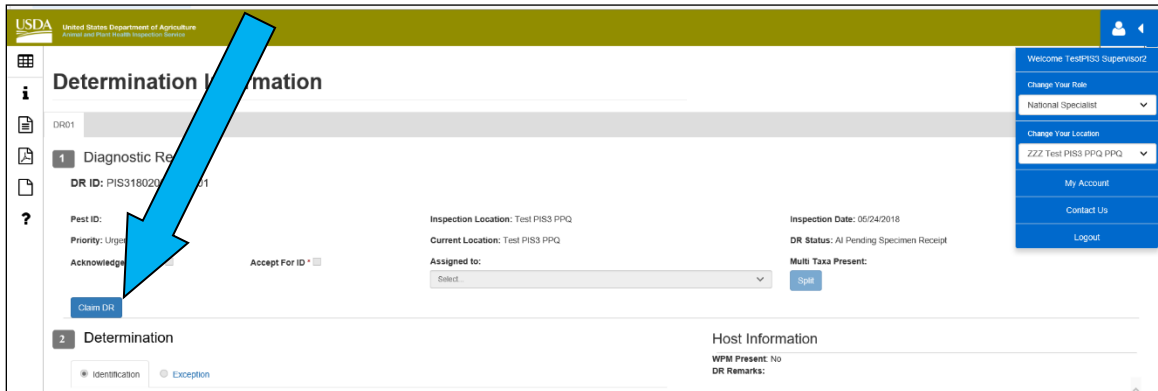 USDA United States Department of Agriculture
Animal and Plant Health Inspection Service
Welcome TestPIS3 Supervisor2
Change Your Role
National Specialist
Change Your Location
ZZZ Test PIS3 PPQ PPQ
My Account
Contact Us
Logout
Determination
DR01
1 Diagnostic Re
DR ID: PIS318020 01
Pest ID: Inspection Location: Test PIS3 PPQ Inspection Date: 05/24/2018
Priority: Urge Current Location: Test PIS3 PPQ DR Status: AI Pending Specimen Receipt
Acknowledge Accept For ID * Assigned to: Multi Taxa Present:
Select... Split
Claim DR
2 Determination Host Information
WPM Present: No
Identification Exception DR Remarks: